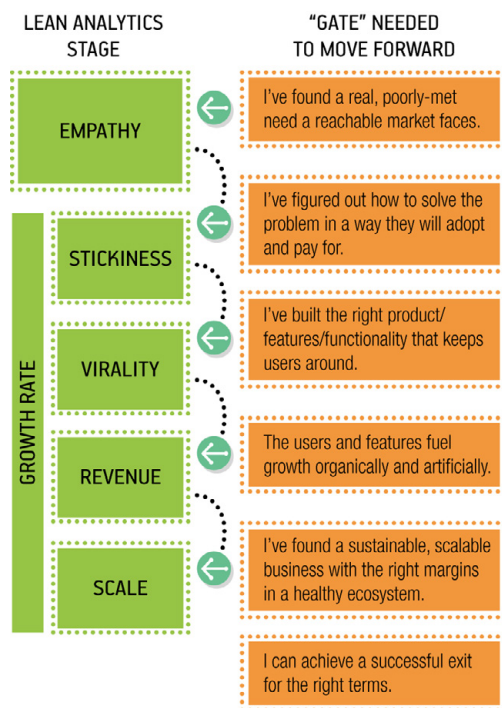 LEAN ANALYTICS
STAGE
“GATE” NEEDED
TO MOVE FORWARD
EMPATHY
I’ve found a real, poorly-met
need a reachable market faces.
I’ve figured out how to solve the
problem in a way they will adopt
and pay for.
GROWTH RATE
STICKINESS
I’ve built the right product/
features/functionality that keeps
users around.
VIRALITY
The users and features fuel
growth organically and artificially.
REVENUE
I’ve found a sustainable, scalable
business with the right margins
in a healthy ecosystem.
SCALE
I can achieve a successful exit
for the right terms.